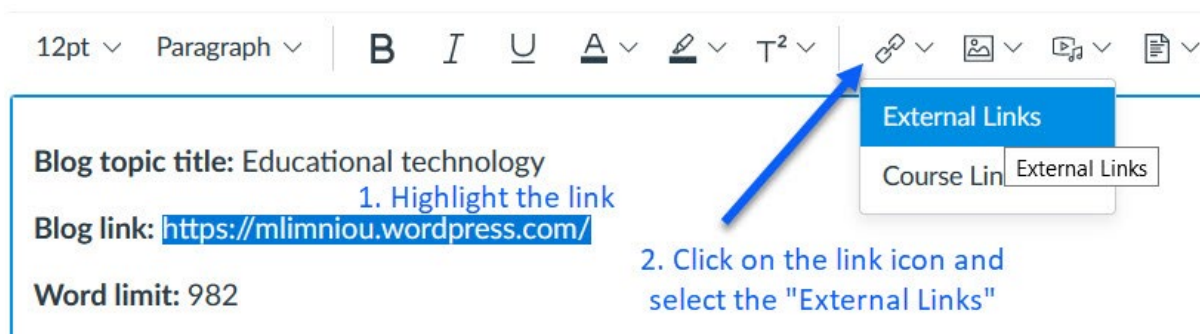 12pt Paragraph B I U A T²
External Links
Course Lin External Links
Blog topic title: Educational technology
1. Highlight the link
Blog link: https://mlimniou.wordpress.com/
2. Click on the link icon and
select the "External Links"
Word limit: 982